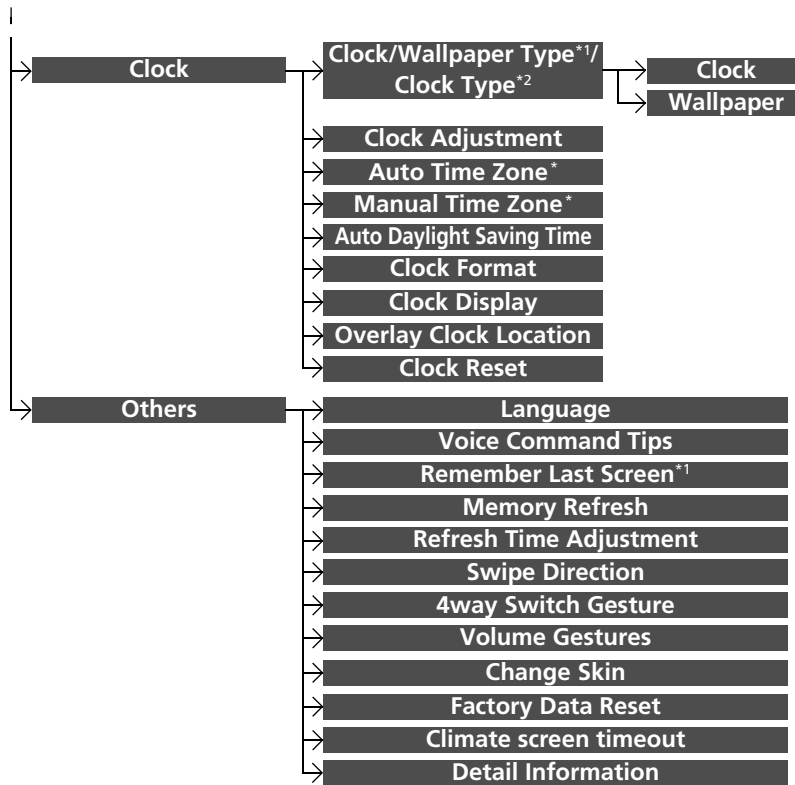 Clock
Clock/Wallpaper Type*1/
Clock Type*2
Clock
Wallpaper
Clock Adjustment
Auto Time Zone*
Manual Time Zone*
Auto Daylight Saving Time
Clock Format
Clock Display
Overlay Clock Location
Clock Reset
Others
Language
Voice Command Tips
Remember Last Screen*1
Memory Refresh
Refresh Time Adjustment
Swipe Direction
4way Switch Gesture
Volume Gestures
Change Skin
Factory Data Reset
Climate screen timeout
Detail Information